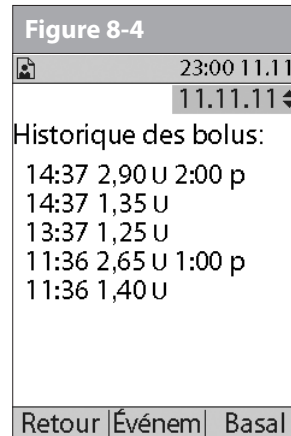 Figure 8-4
23:00 11.11
11.11.11
Historique des bolus:
14:37 2,90 U 2:00 p
14:37 1,35 U
13:37 1,25 U
11:36 2,65 U 1:00 p
11:36 1,40 U
Retour Événem Basal